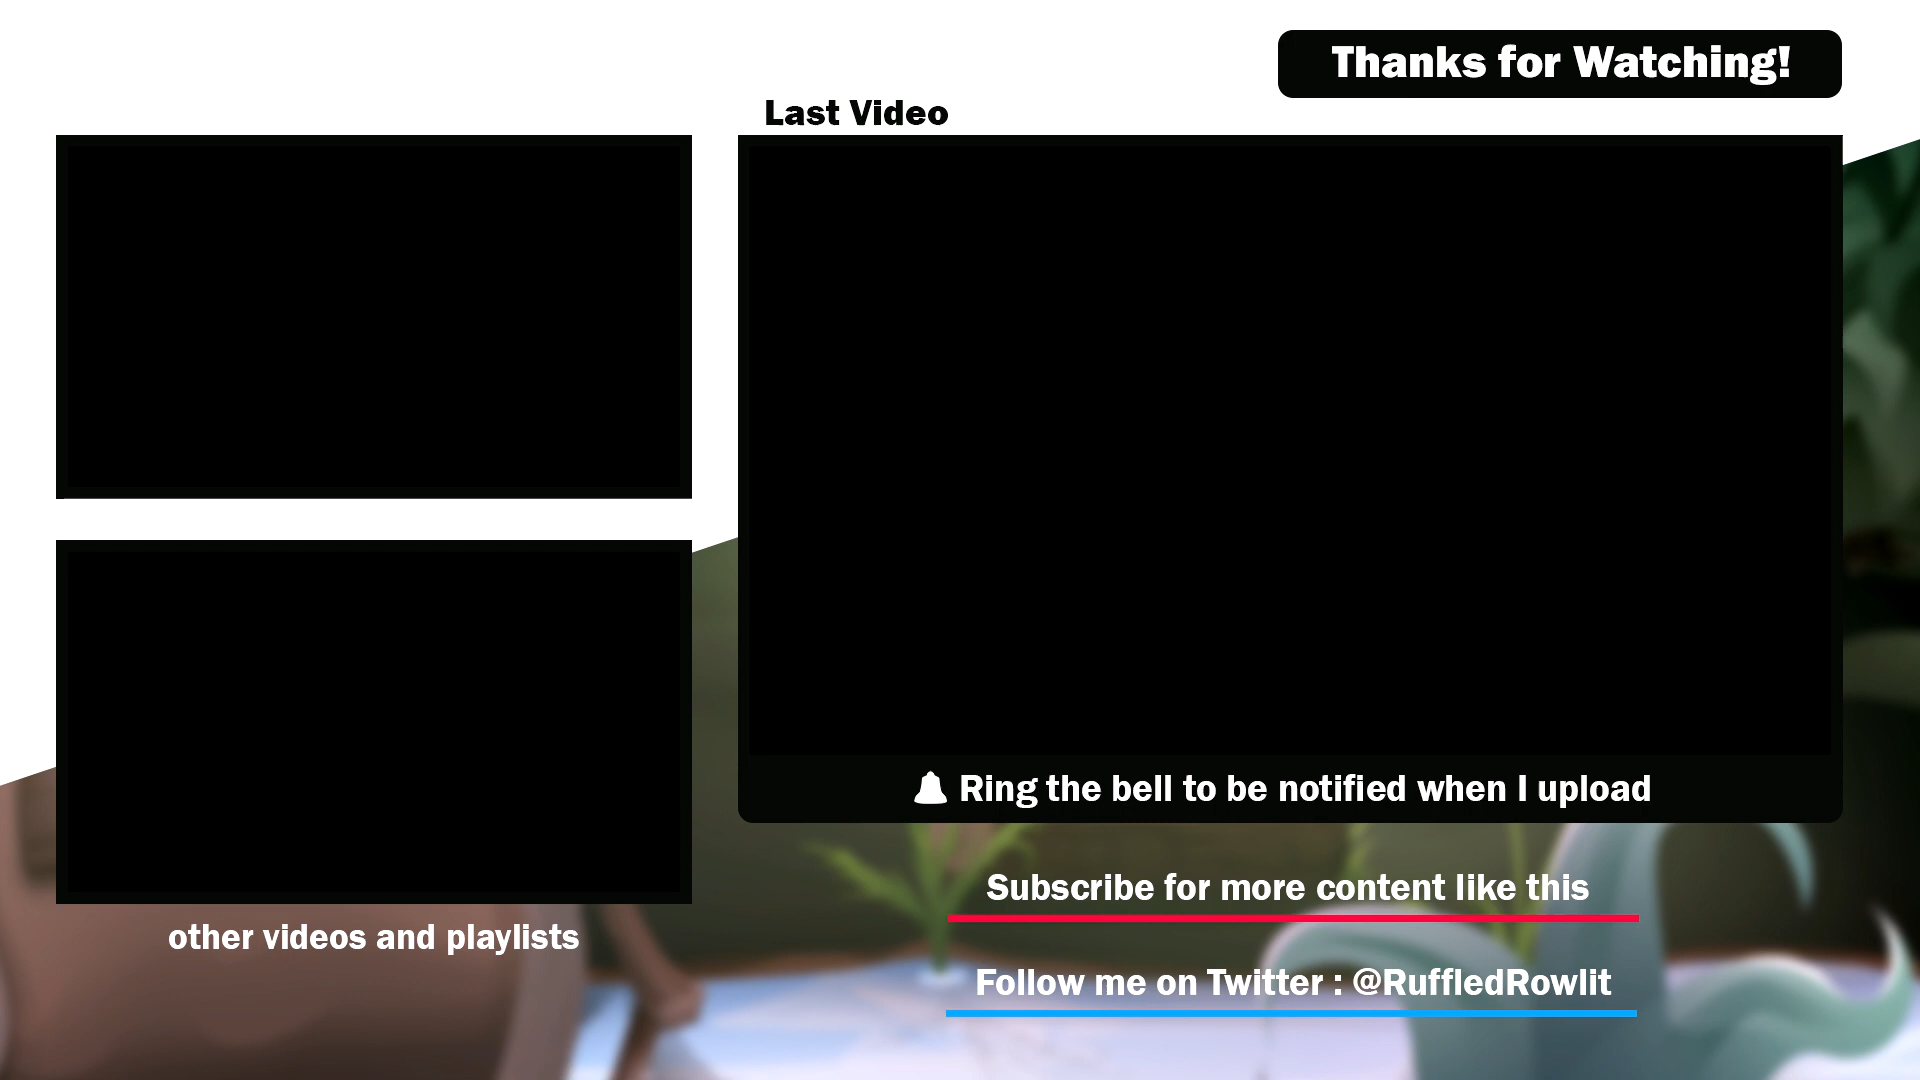 Thanks for Watching!
Last Video
Ring the bell to be notified when I upload
Subscribe for more content like this
other videos and playlists
Follow me on Twitter : @RuffledRowlit